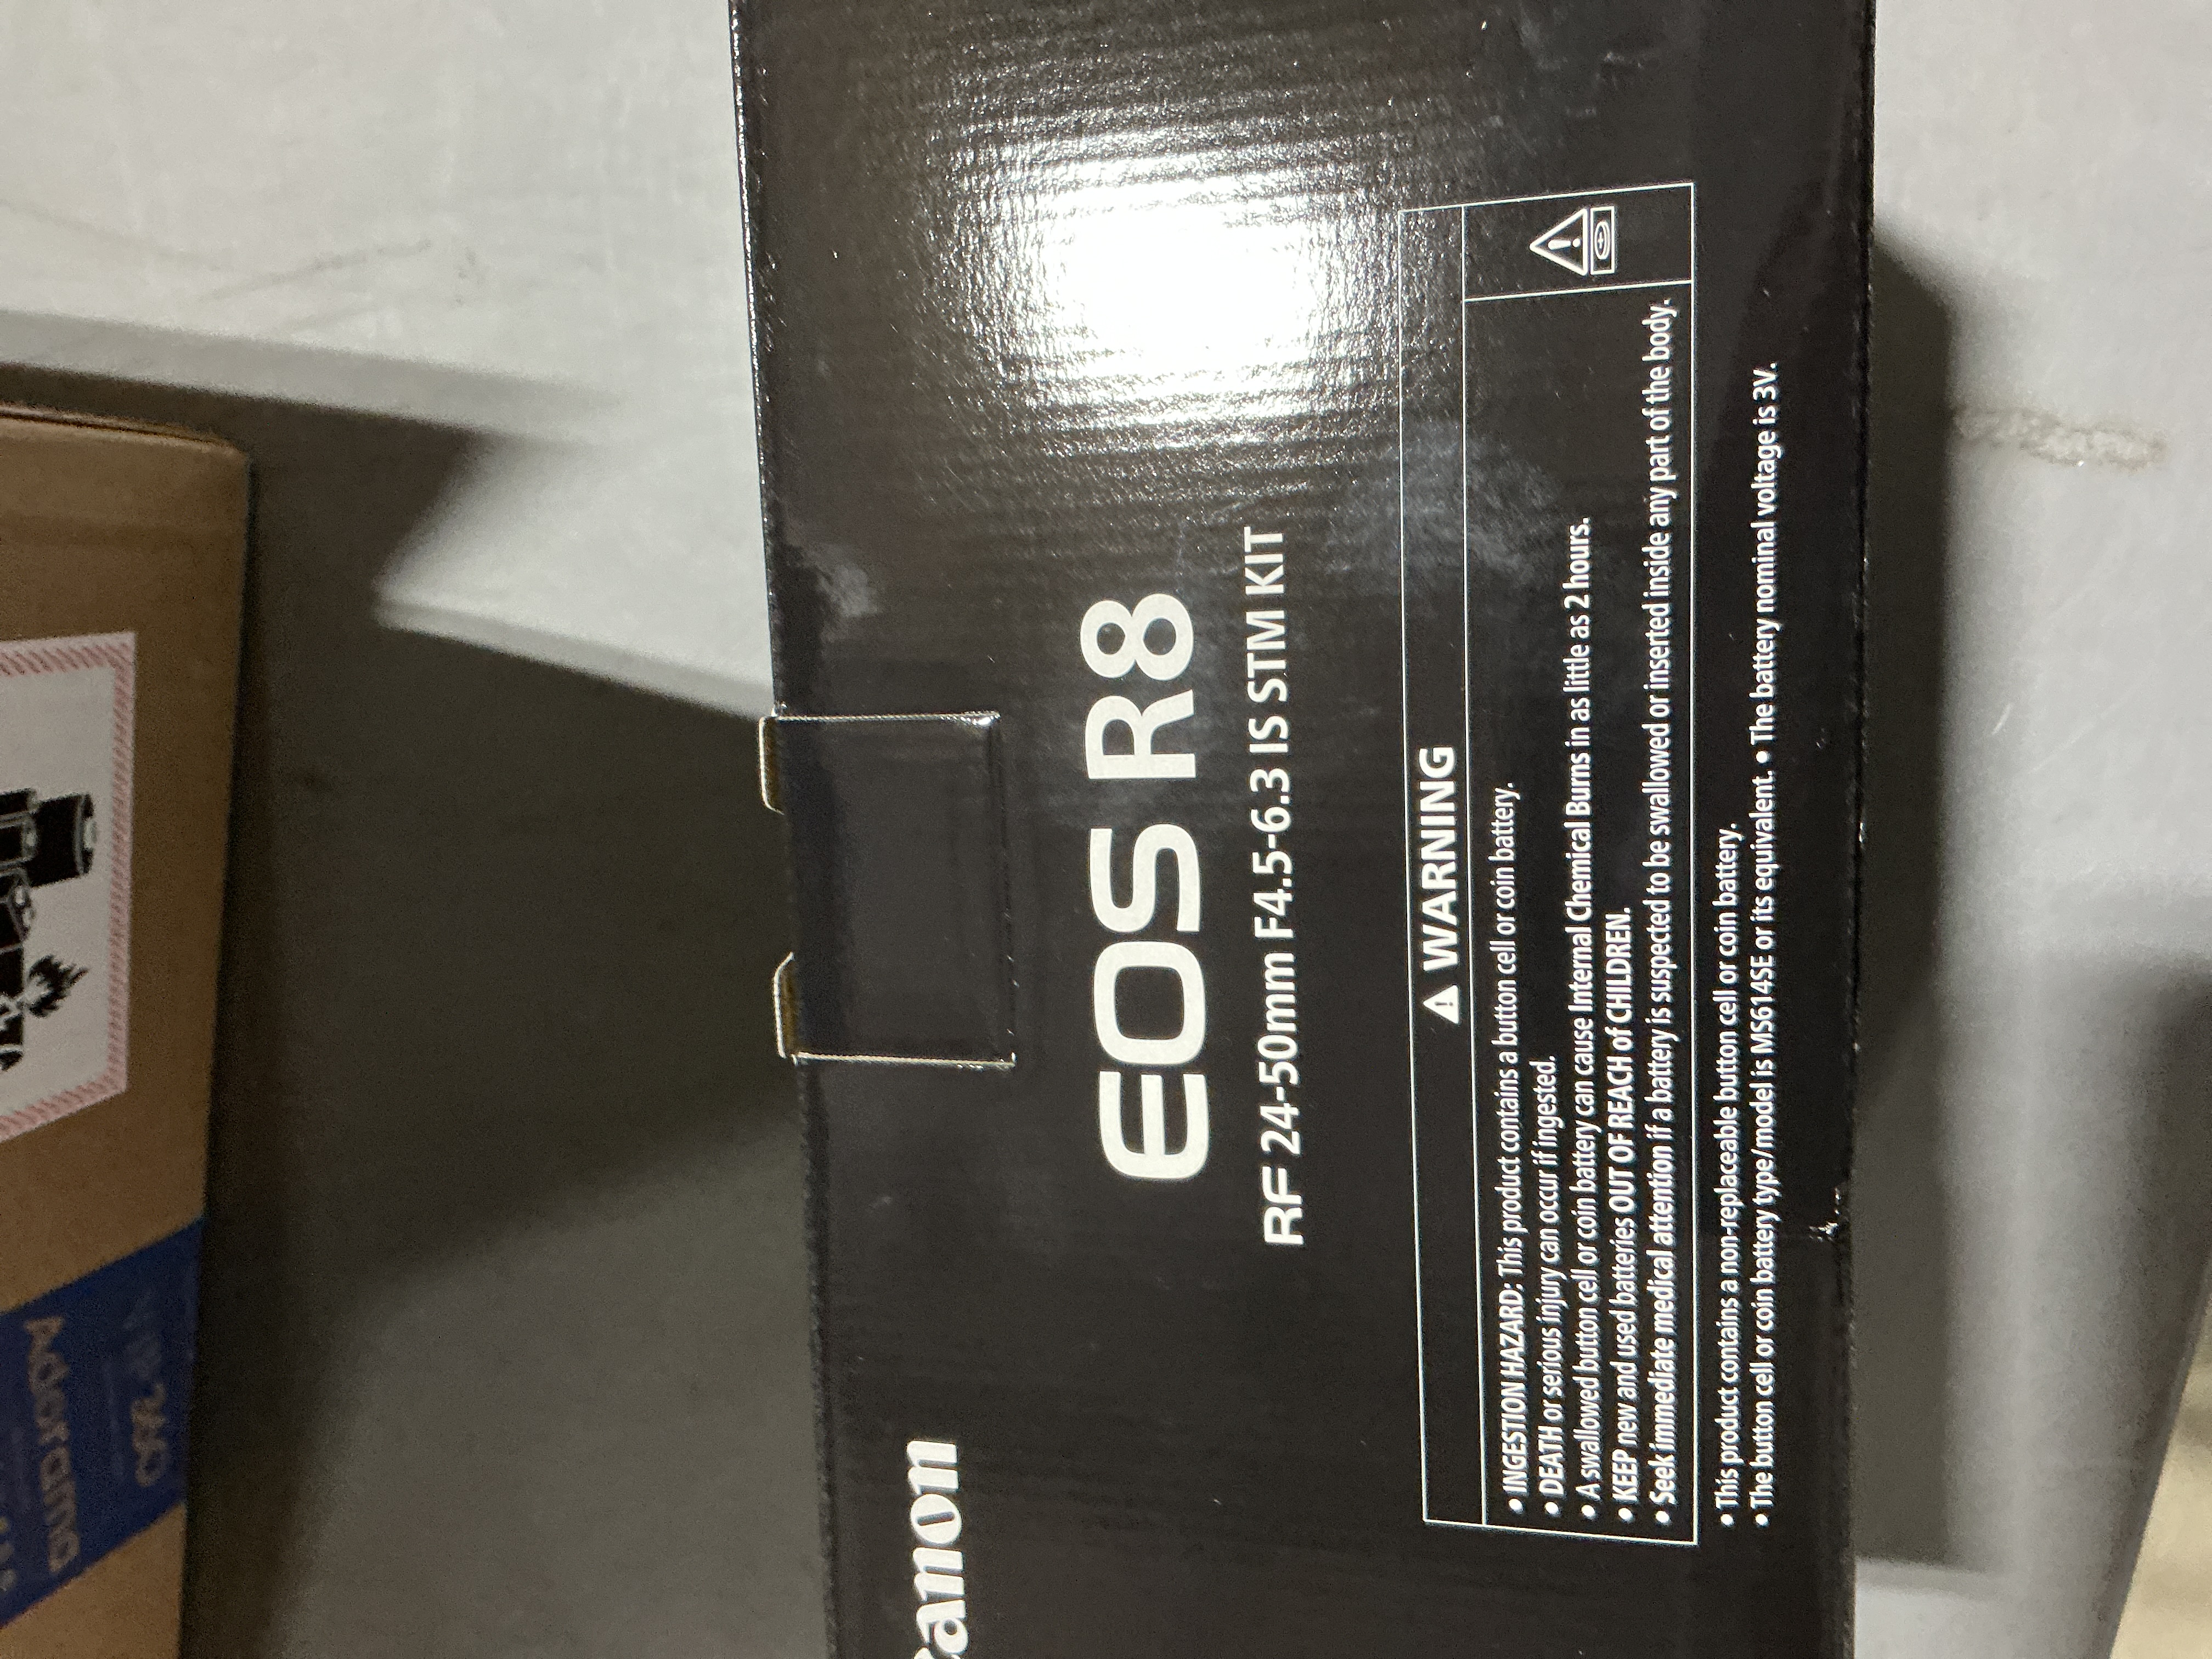 Adorama
EOS R8
RF 24-50mm F4.5-6.3 IS STM KIT
⚠ WARNING
• INGESTION HAZARD: This product contains a button cell or coin battery.
• DEATH or serious injury can occur if ingested.
• A swallowed button cell or coin battery can cause Internal Chemical Burns in as little as 2 hours.
• KEEP new and used batteries OUT OF REACH of CHILDREN.
• Seek immediate medical attention if a battery is suspected to be swallowed or inserted inside any part of the body.
• This product contains a non-replaceable button cell or coin battery.
• The button cell or coin battery type/model is MS614SE or its equivalent. • The battery nominal voltage is 3V.
anon